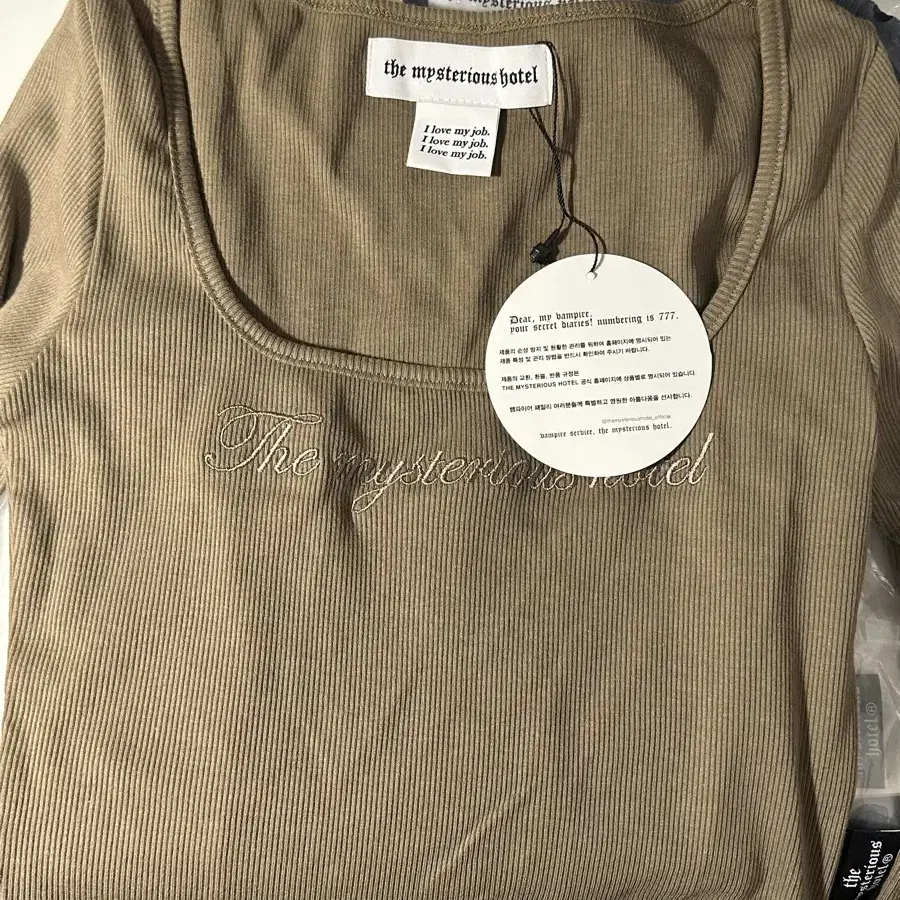 mysterious
the mysterious hotel
I love my job.
I love my job.
I love my job.
Dear, my vampire,
your secret diaries! numbering is 777.
제품의 손상 방지 및 원활한 관리를 위하여 홈페이지에 명시되어 있는
제품 특징 및 관리 방법을 반드시 확인하여 주시기 바랍니다.
제품의 교환, 환불, 반품 규정은
THE MYSTERIOUS HOTEL 공식 홈페이지에 상품별로 명시되어 있습니다.
뱀파이어 패밀리 여러분들께 특별하고 영원한 아름다움을 선사합니다.
@themysterioushotel_official
vampire service, the mysterious hotel.
The mysterious hotel
hotel®
the
mysterious
hotel®